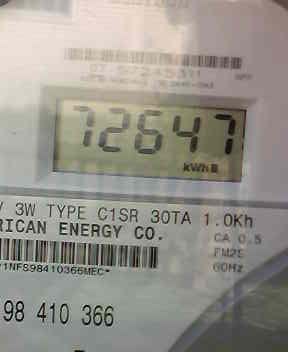 72647
kWh
V 3W TYPE C1SR 30TA 1.0Kh
RICAN ENERGY CO.
CA 0.5
FM2S
60Hz
1NFS98410366MEC*
98 410 366